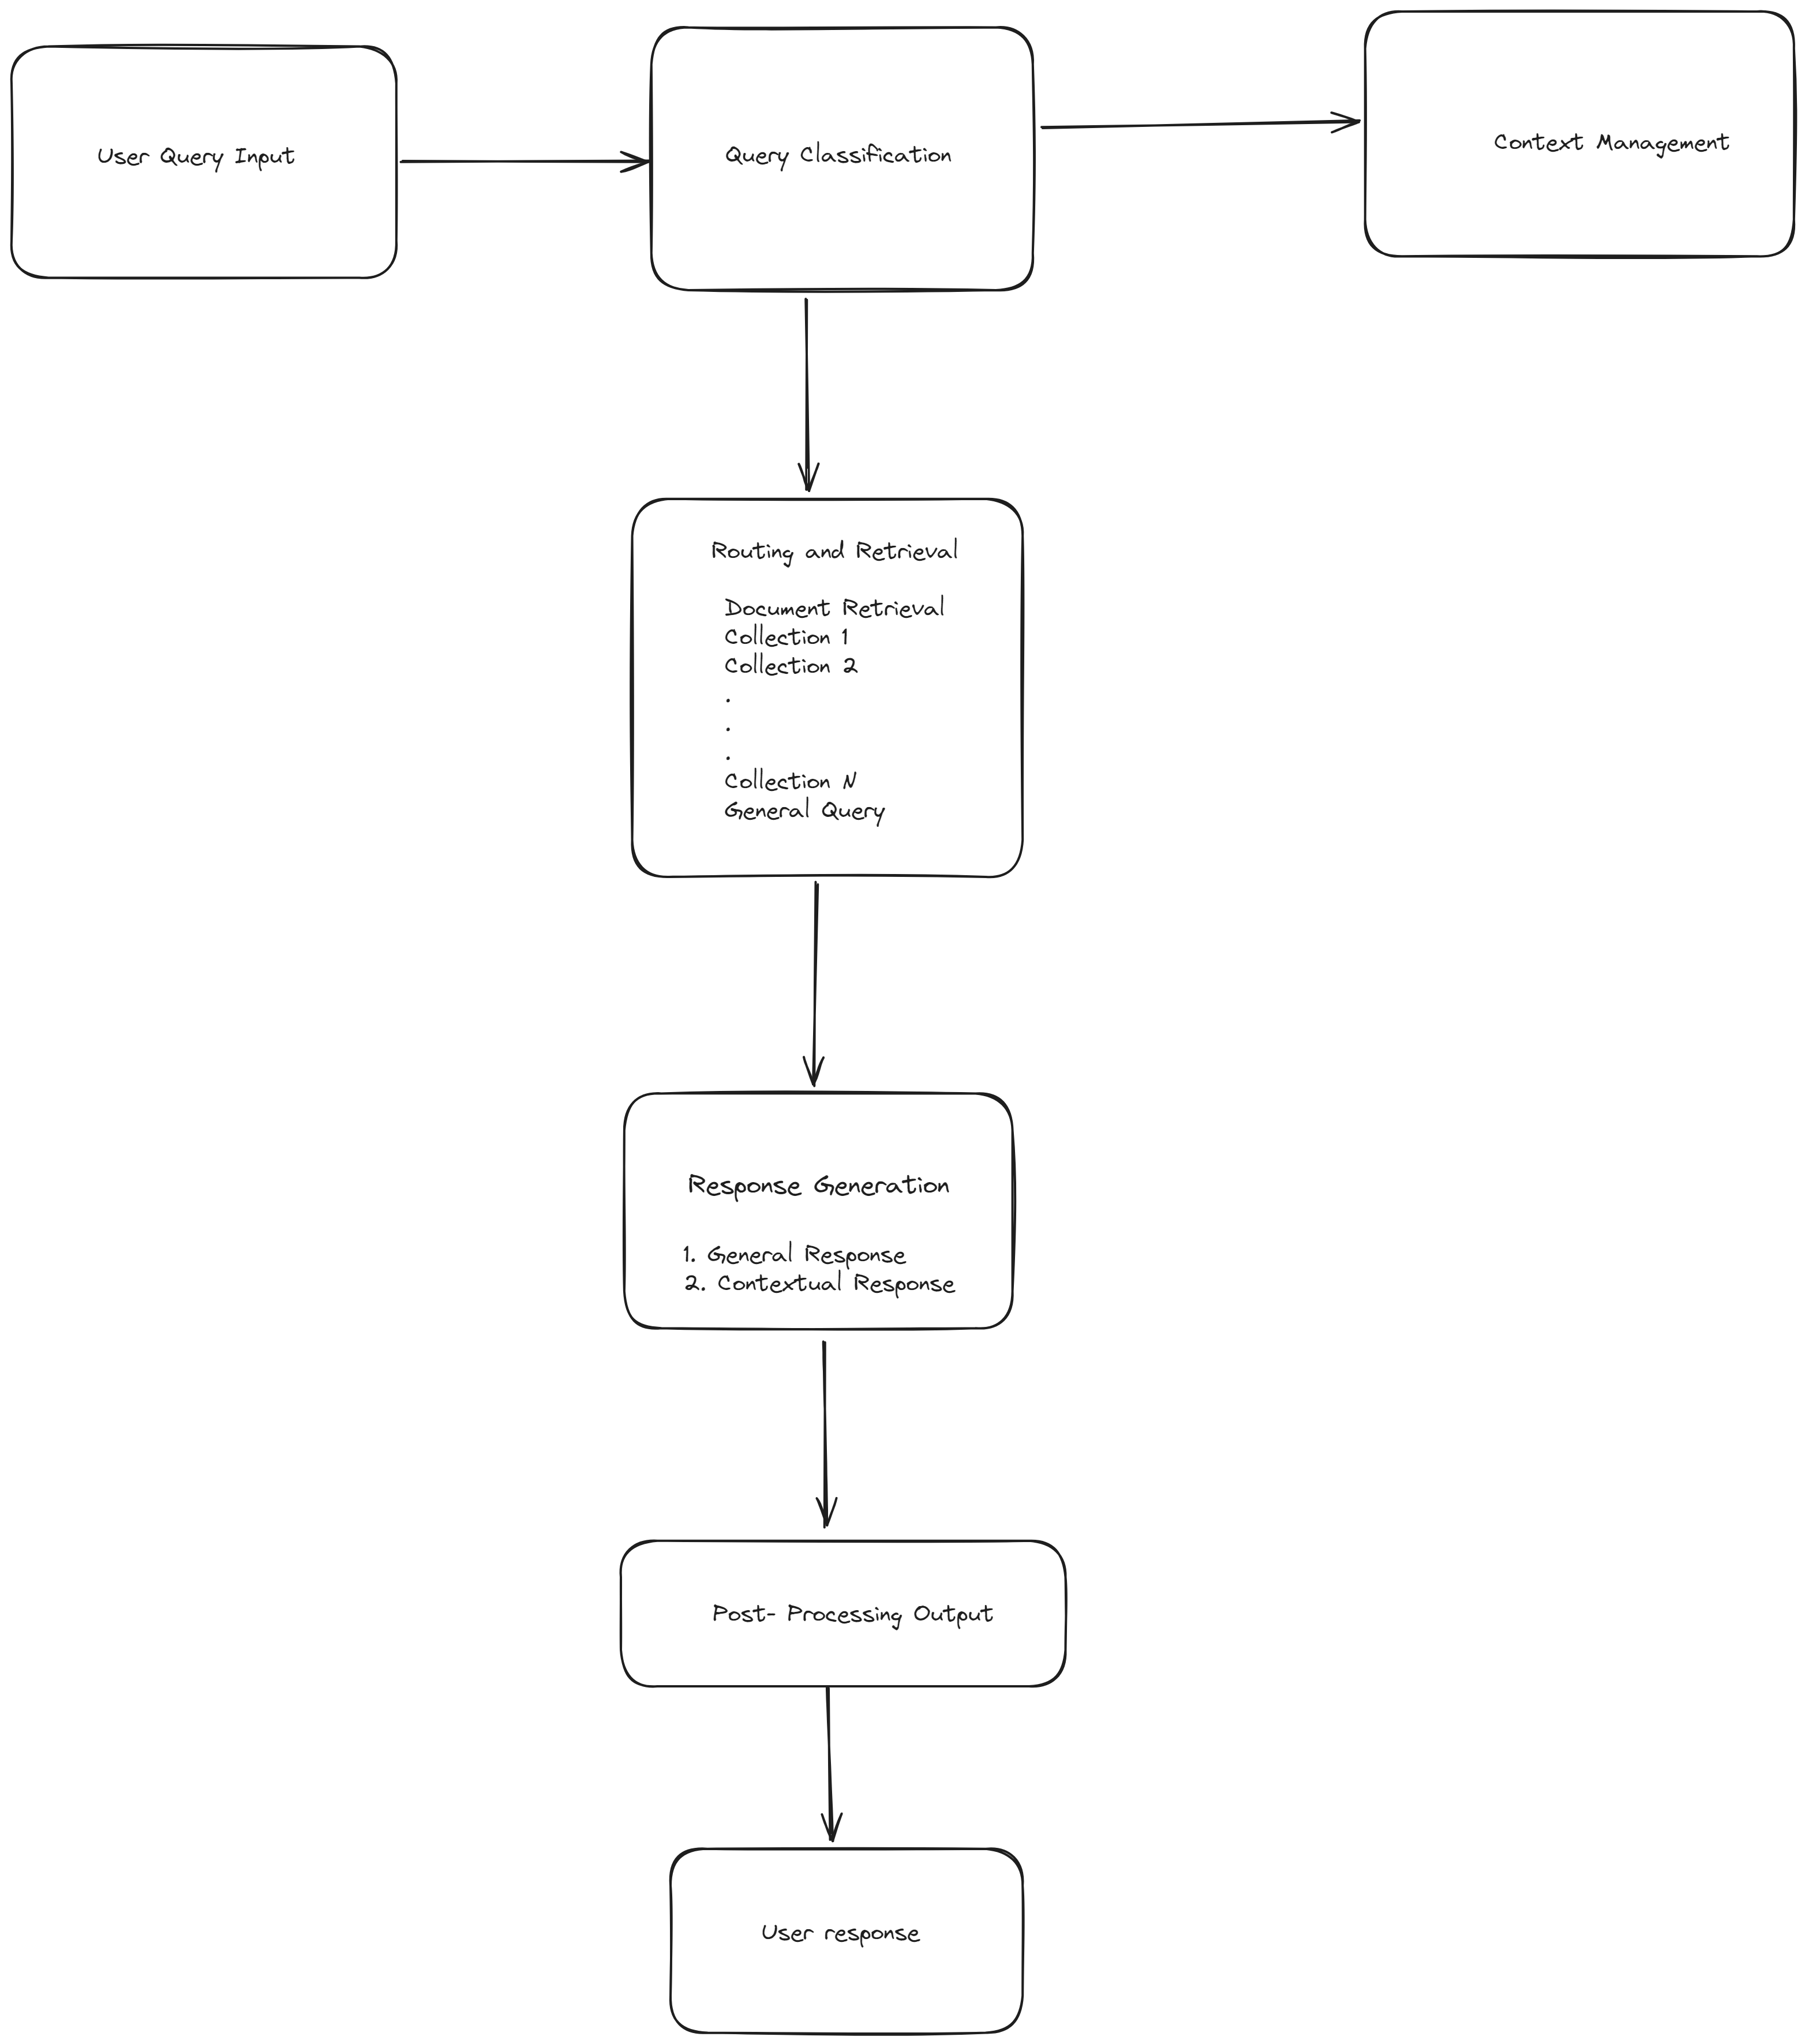 User Query Input
Query Classification
Context Management
Routing and Retrieval
Document Retrieval
Collection 1
Collection 2
.
.
.
Collection N
General Query
Response Generation
1. General Response
2. Contextual Response
Post- Processing Output
User response